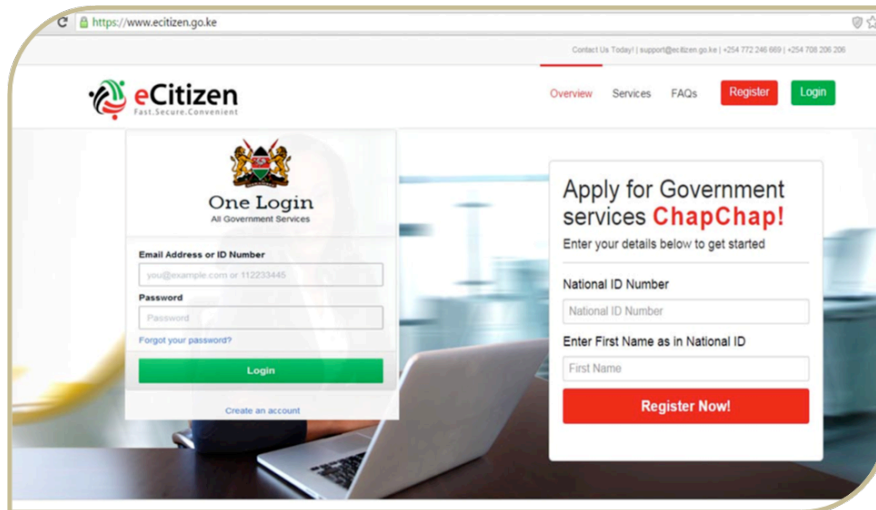 https://www.ecitizen.go.ke
Contact Us Today! | support@ecitizen.go.ke | +254 772 246 669 | +254 708 206 206
eCitizen
Fast.Secure.Convenient
Overview Services FAQs Register Login
One Login
All Government Services
Email Address or ID Number
you@example.com or 112233445
Password
Password
Forgot your password?
Login
Create an account
Apply for Government
services ChapChap!
Enter your details below to get started
National ID Number
National ID Number
Enter First Name as in National ID
First Name
Register Now!